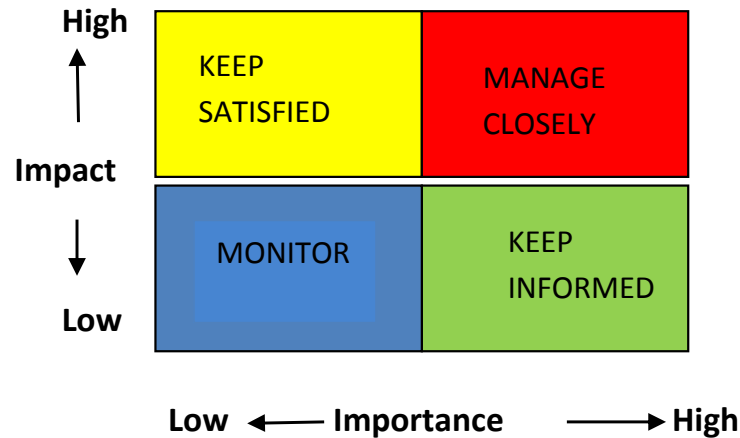 High
KEEP
SATISFIED
MANAGE
CLOSELY
Impact
MONITOR
KEEP
INFORMED
Low
Low Importance High